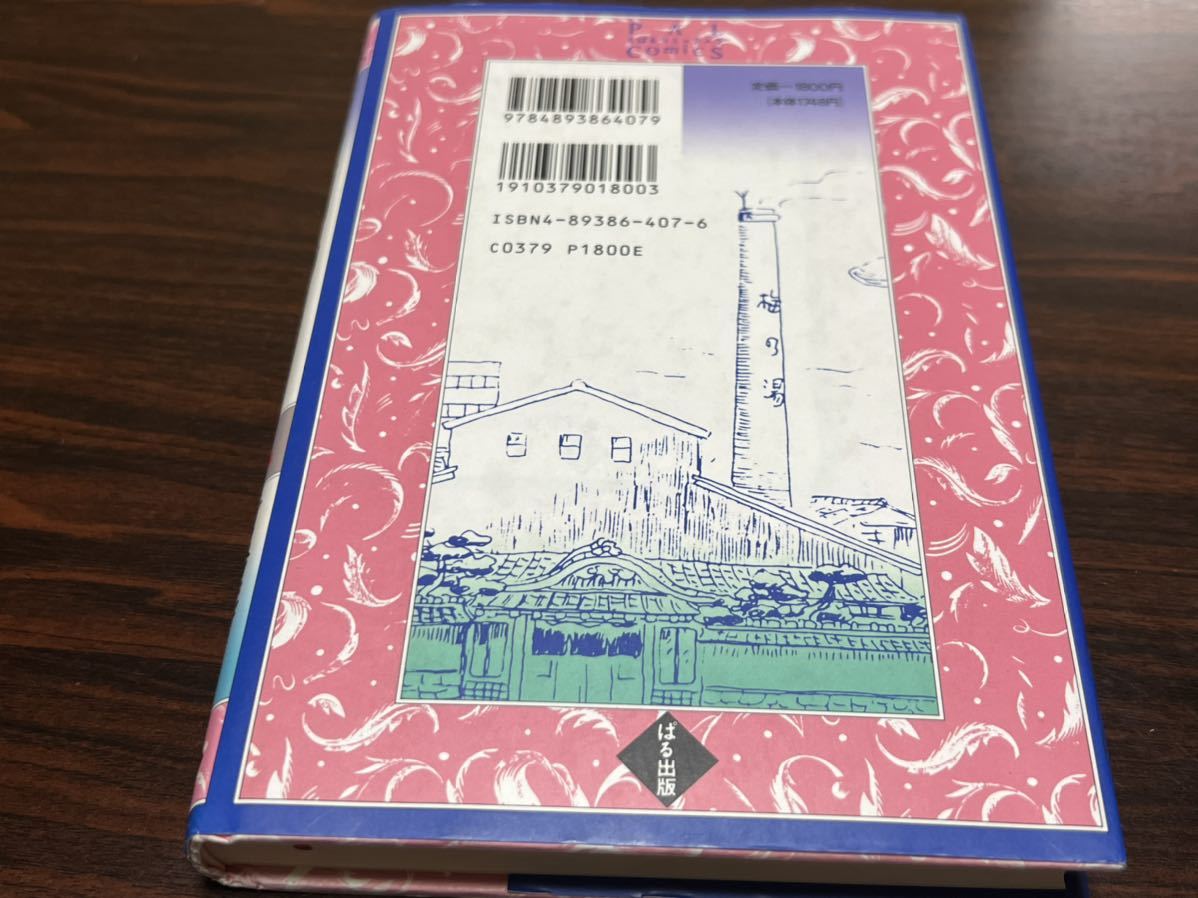 PAL
comics
9784893864079
1910379018003
ISBN4-89386-407-6
C0379 P1800E
定価—1800円
(本体1748円)
梅の湯
ぱる出版